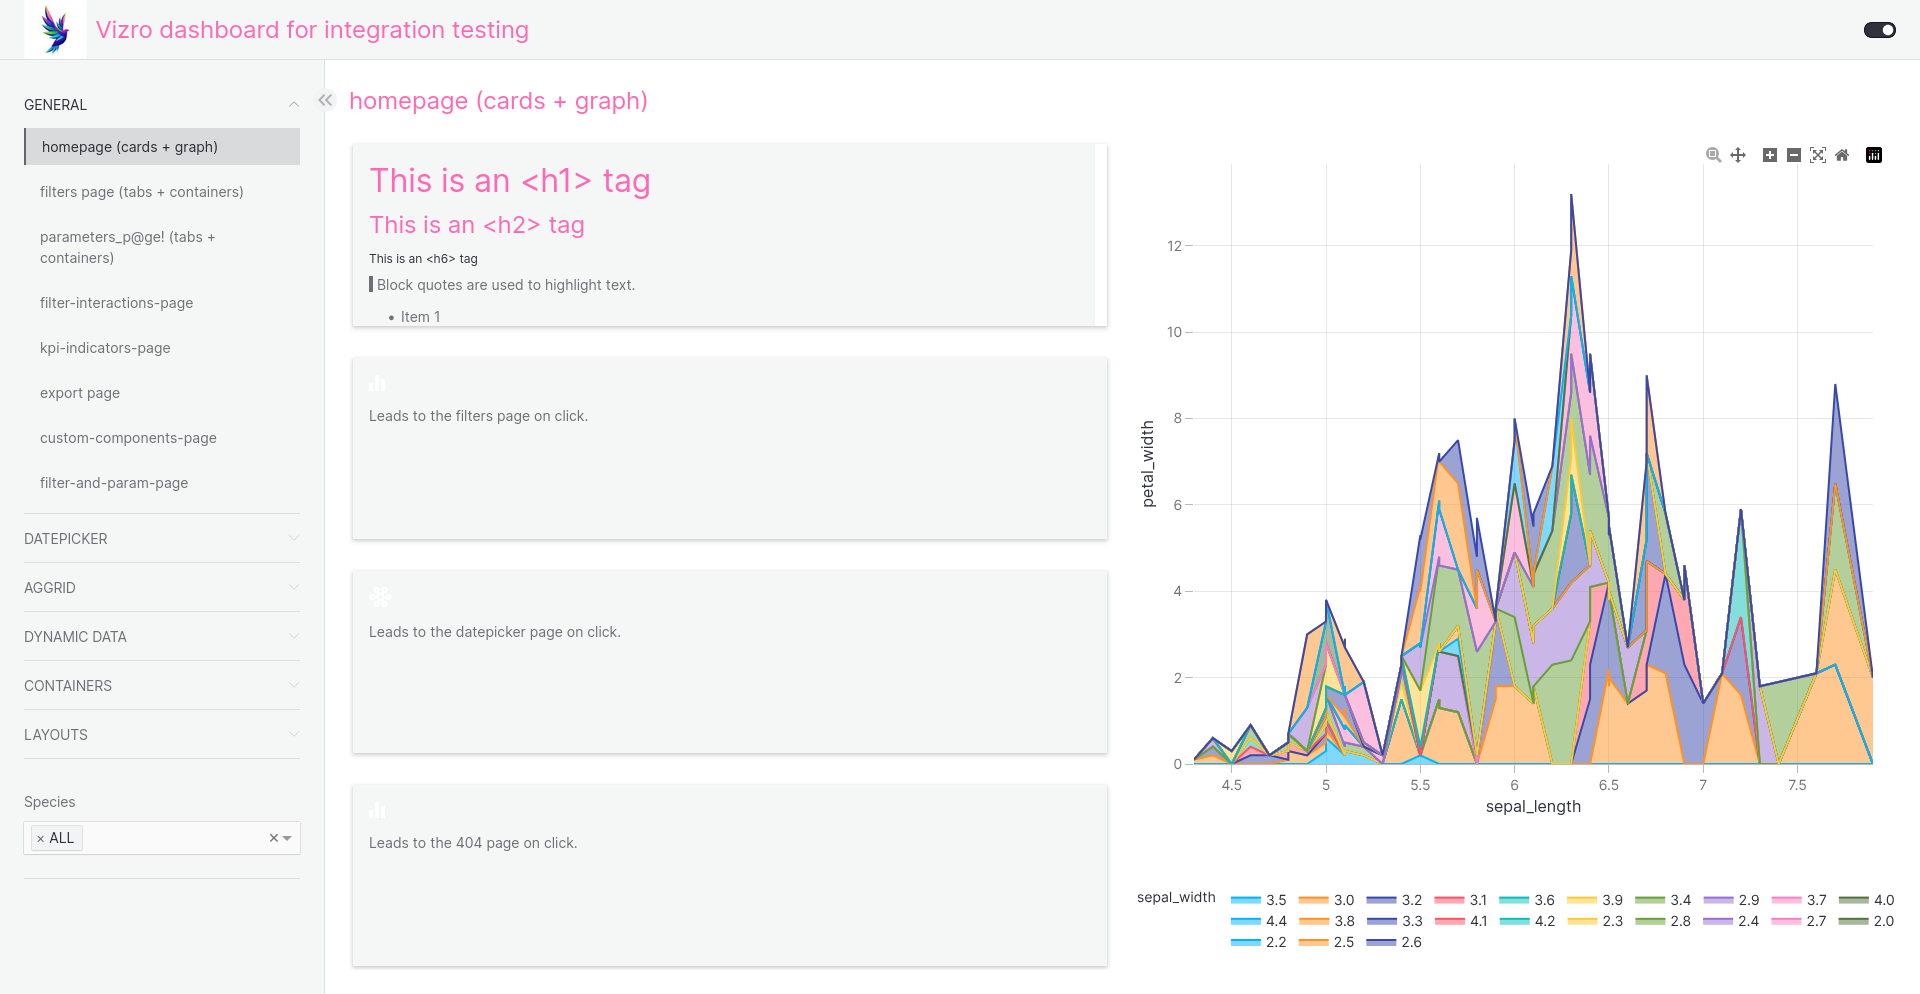 Vizro dashboard for integration testing
GENERAL
homepage (cards + graph)
filters page (tabs + containers)
parameters_p@ge! (tabs +
containers)
filter-interactions-page
kpi-indicators-page
export page
custom-components-page
filter-and-param-page
DATEPICKER
AGGRID
DYNAMIC DATA
CONTAINERS
LAYOUTS
Species
× ALL ×
homepage (cards + graph)
This is an <h1> tag
This is an <h2> tag
This is an <h6> tag
Block quotes are used to highlight text.
• Item 1
Leads to the filters page on click.
Leads to the datepicker page on click.
Leads to the 404 page on click.
12
10
8
6
4
2
0
petal_width
4.5 5 5.5 6 6.5 7 7.5
sepal_length
sepal_width 3.5 3.0 3.2 3.1 3.6 3.9 3.4 2.9 3.7 4.0
4.4 3.8 3.3 4.1 4.2 2.3 2.8 2.4 2.7 2.0
2.2 2.5 2.6